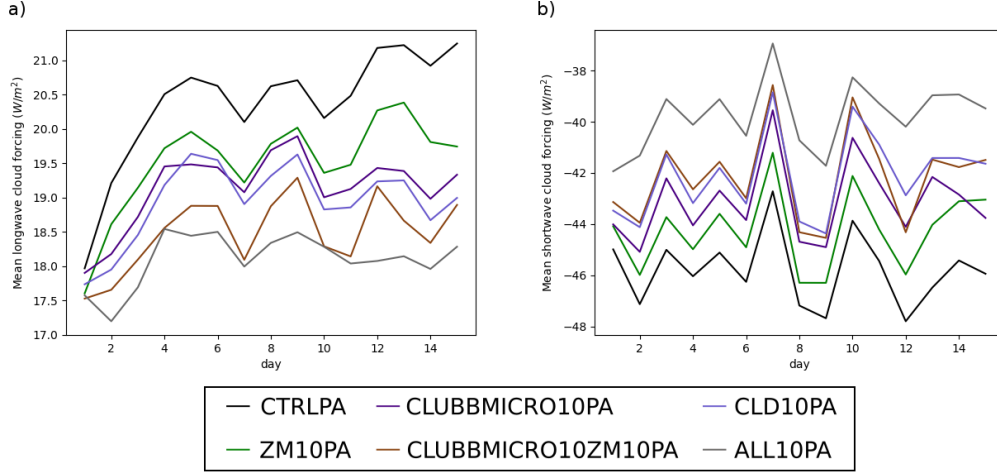 a)
b)
Mean longwave cloud forcing (W/m²)
21.0
20.5
20.0
19.5
19.0
18.5
18.0
17.5
17.0
2 4 6 8 10 12 14
day
Mean shortwave cloud forcing (W/m²)
−38
−40
−42
−44
−46
−48
2 4 6 8 10 12 14
day
CTRLPA CLUBBMICRO10PA CLD10PA
ZM10PA CLUBBMICRO10ZM10PA ALL10PA